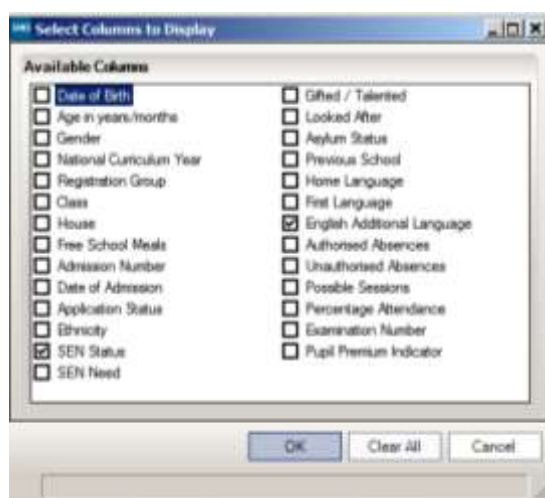 Select Columns to Display
Available Columns
Date of Birth
Age in years/months
Gender
National Curriculum Year
Registration Group
Class
House
Free School Meals
Admission Number
Date of Admission
Application Status
Ethnicity
SEN Status
SEN Need
Gifted / Talented
Looked After
Asylum Status
Previous School
Home Language
First Language
English Additional Language
Authorised Absences
Unauthorised Absences
Possible Sessions
Percentage Attendance
Examination Number
Pupil Premium Indicator
OK
Clear All
Cancel